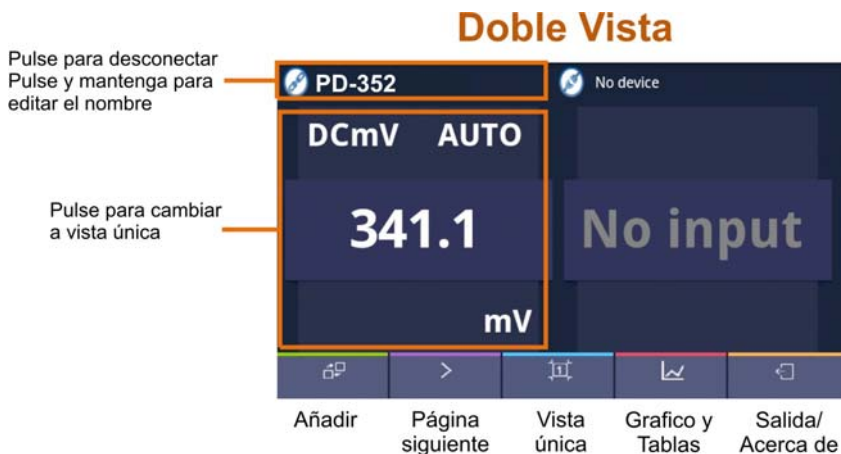 Doble Vista
Pulse para desconectar
Pulse y mantenga para
editar el nombre
PD-352
No device
DCmV AUTO
Pulse para cambiar
a vista única
341.1
No input
mV
1
Añadir
Página
siguiente
Vista
única
Grafico y
Tablas
Salida/
Acerca de